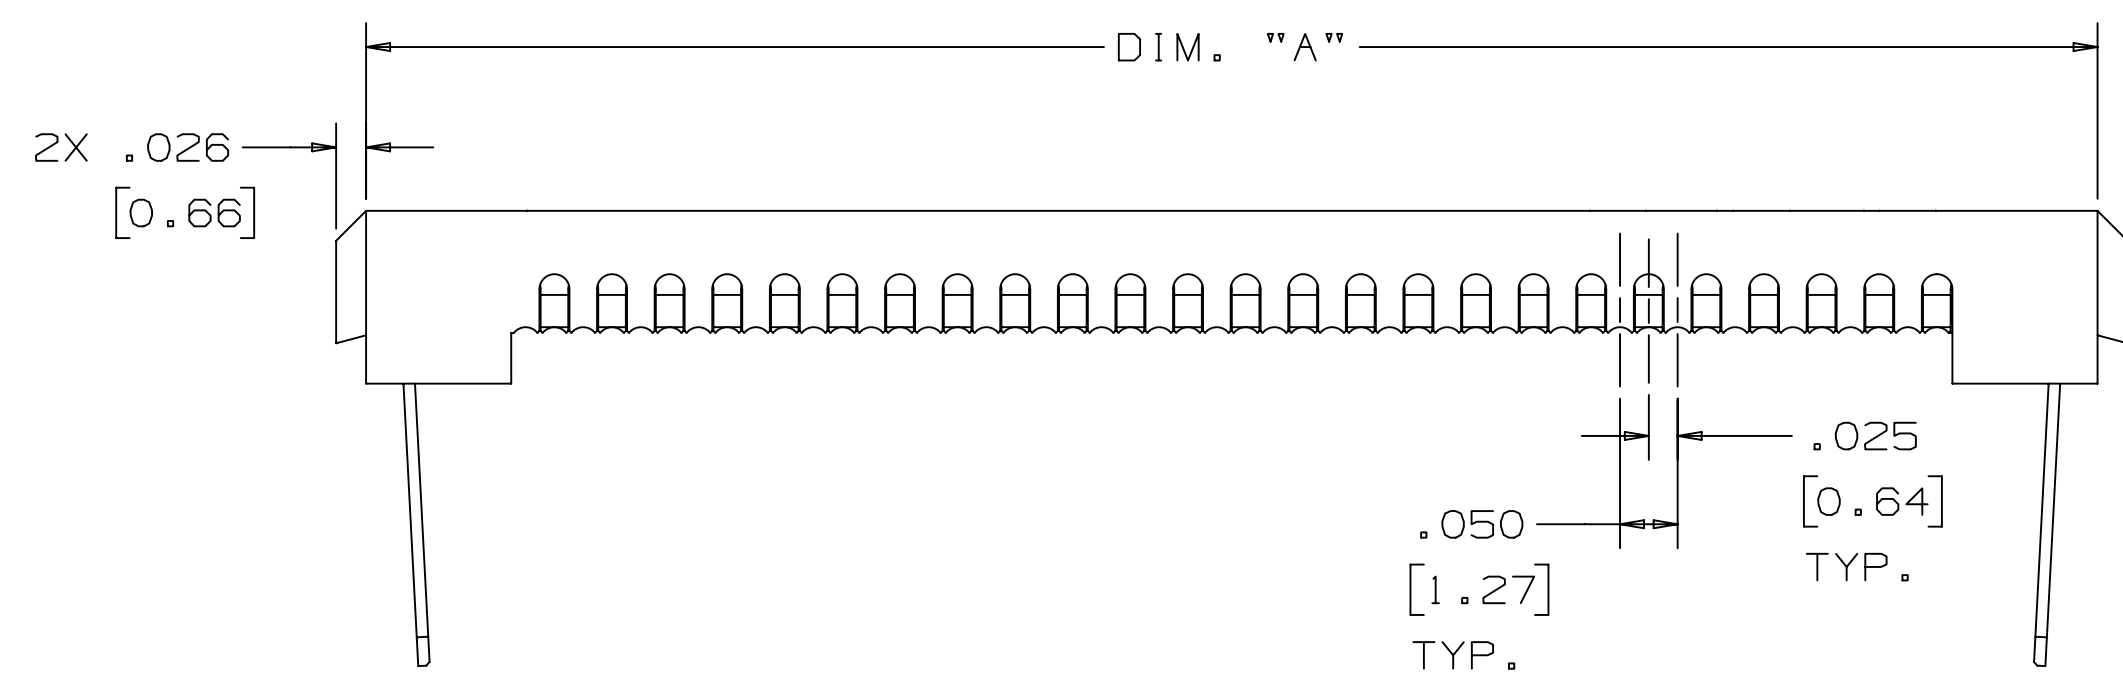 DIM. "A"
2X .026
[0.66]
.025
[0.64]
TYP.
.050
[1.27]
TYP.